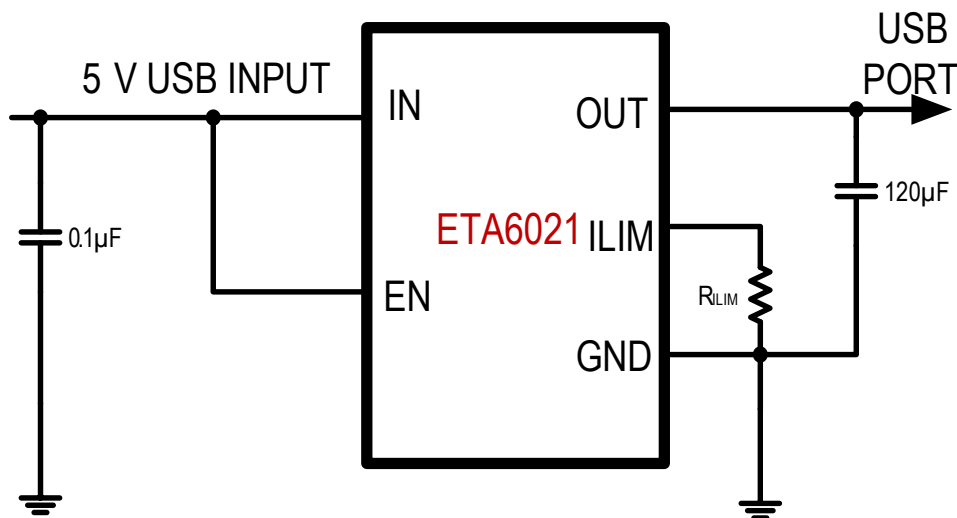 USB
PORT
5 V USB INPUT
IN
OUT
0.1µF
120µF
ETA6021
ILIM
EN
RILIM
GND